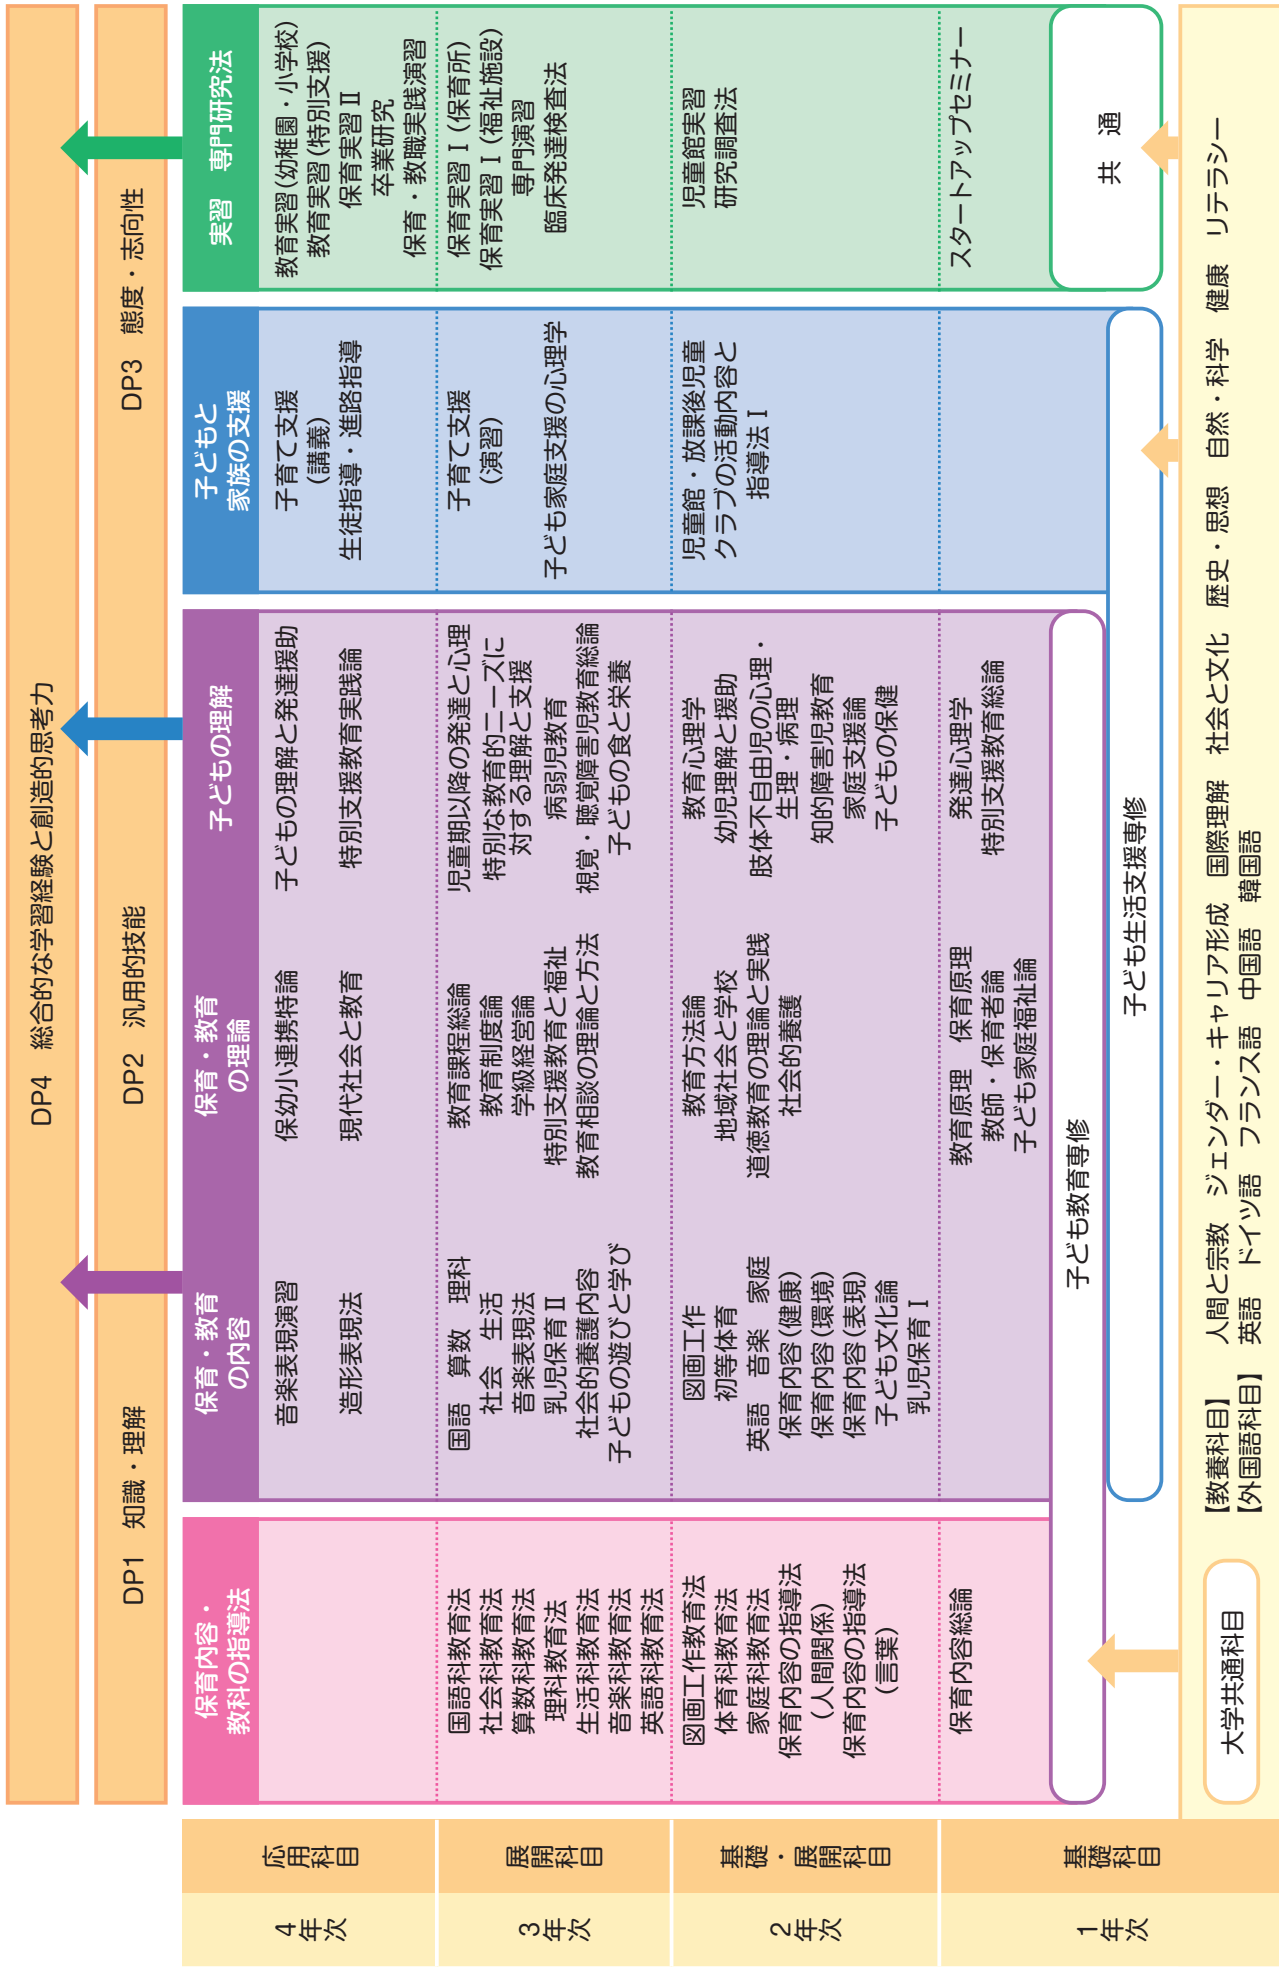 DP4　総合的な学習経験と創造的思考力
DP1　知識・理解
DP2　汎用的技能
DP3　態度・志向性
保育内容・
教科の指導法
保育・教育
の内容
保育・教育
の理論
子どもの理解
子どもと
家族の支援
実習　専門研究法
4年次
応用科目
音楽表現演習
造形表現法
保幼小連携特論
現代社会と教育
子どもの理解と発達援助
特別支援教育実践論
子育て支援
（講義）
生徒指導・進路指導
教育実習（幼稚園・小学校）
教育実習（特別支援）
保育実習Ⅱ
卒業研究
保育・教職実践演習
3年次
展開科目
国語科教育法
社会科教育法
算数科教育法
理科教育法
生活科教育法
音楽科教育法
英語科教育法
国語　算数　理科
社会　生活
音楽表現法
乳児保育Ⅱ
社会的養護内容
子どもの遊びと学び
教育課程総論
教育制度論
学級経営論
特別支援教育と福祉
教育相談の理論と方法
児童期以降の発達と心理
特別な教育的ニーズに
対する理解と支援
病弱児教育
視覚・聴覚障害児教育総論
子どもの食と栄養
子育て支援
（演習）
子ども家庭支援の心理学
保育実習Ⅰ（保育所）
保育実習Ⅰ（福祉施設）
専門演習
臨床発達検査法
2年次
基礎・展開科目
図画工作教育法
体育科教育法
家庭科教育法
保育内容の指導法
（人間関係）
保育内容の指導法
（言葉）
図画工作
初等体育
英語　音楽　家庭
保育内容（健康）
保育内容（環境）
保育内容（表現）
子ども文化論
乳児保育Ⅰ
教育方法論
地域社会と学校
道徳教育の理論と実践
社会的養護
教育心理学
幼児理解と援助
肢体不自由児の心理・
生理・病理
知的障害児教育
家庭支援論
子どもの保健
児童館・放課後児童
クラブの活動内容と
指導法Ⅰ
児童館実習
研究調査法
1年次
基礎科目
保育内容総論
教育原理　保育原理
教師・保育者論
子ども家庭福祉論
発達心理学
特別支援教育総論
スタートアップセミナー
子ども教育専修
子ども生活支援専修
共　通
大学共通科目
【教養科目】　人間と宗教　ジェンダー・キャリア形成　国際理解　社会と文化　歴史・思想　自然・科学　健康　リテラシー
【外国語科目】　英語　ドイツ語　フランス語　中国語　韓国語